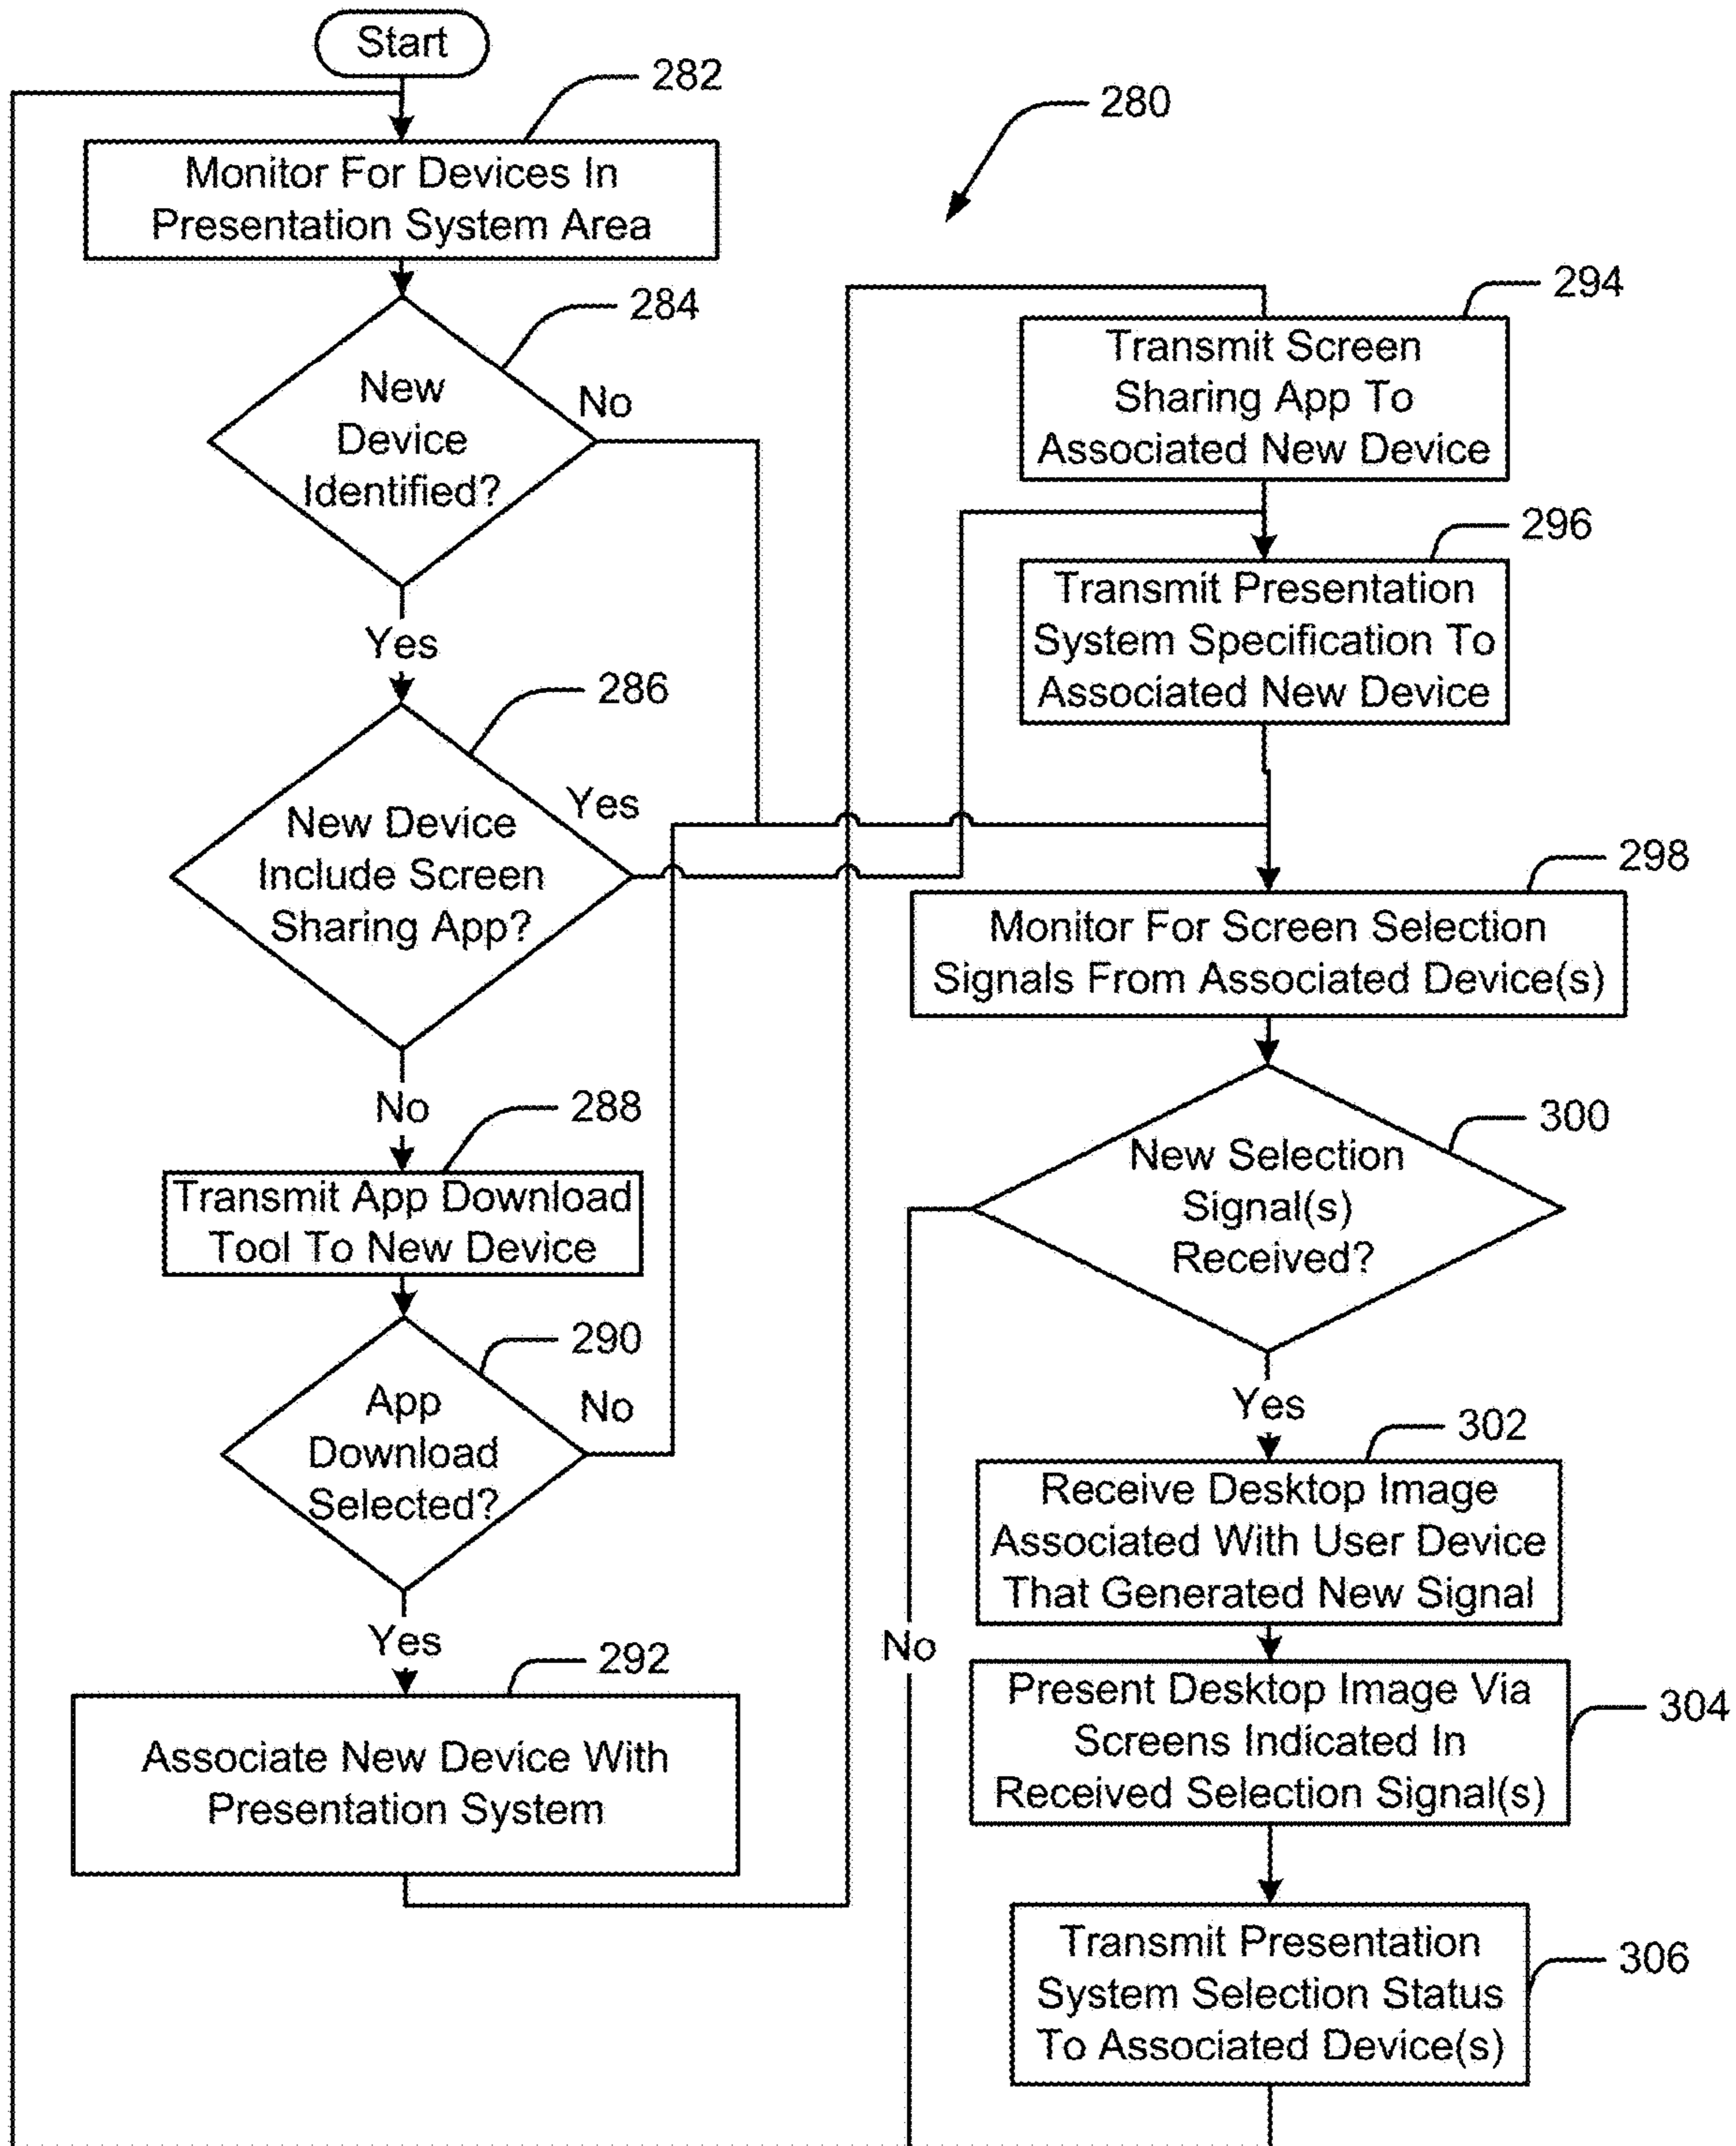 Start
282
280
Monitor For Devices In
Presentation System Area
284
New
Device
Identified?
No
Yes
286
New Device
Include Screen
Sharing App?
Yes
No
288
Transmit App Download
Tool To New Device
290
App
Download
Selected?
No
Yes
292
Associate New Device With
Presentation System
294
Transmit Screen
Sharing App To
Associated New Device
296
Transmit Presentation
System Specification To
Associated New Device
298
Monitor For Screen Selection
Signals From Associated Device(s)
300
New Selection
Signal(s)
Received?
Yes
No
302
Receive Desktop Image
Associated With User Device
That Generated New Signal
304
Present Desktop Image Via
Screens Indicated In
Received Selection Signal(s)
306
Transmit Presentation
System Selection Status
To Associated Device(s)